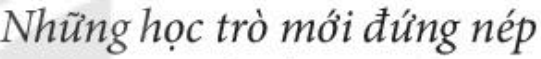 Những học trò mới đứng nép